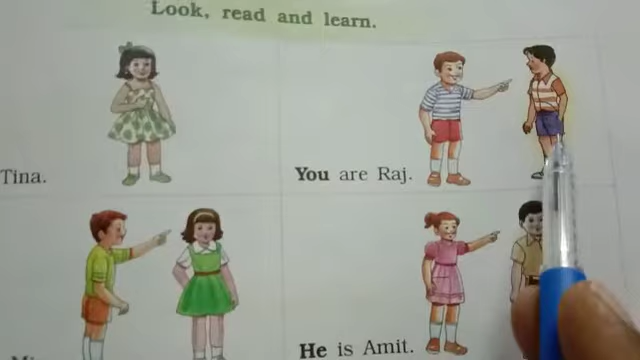 Look, read and learn.
Tina.
You are Raj.
He is Amit.